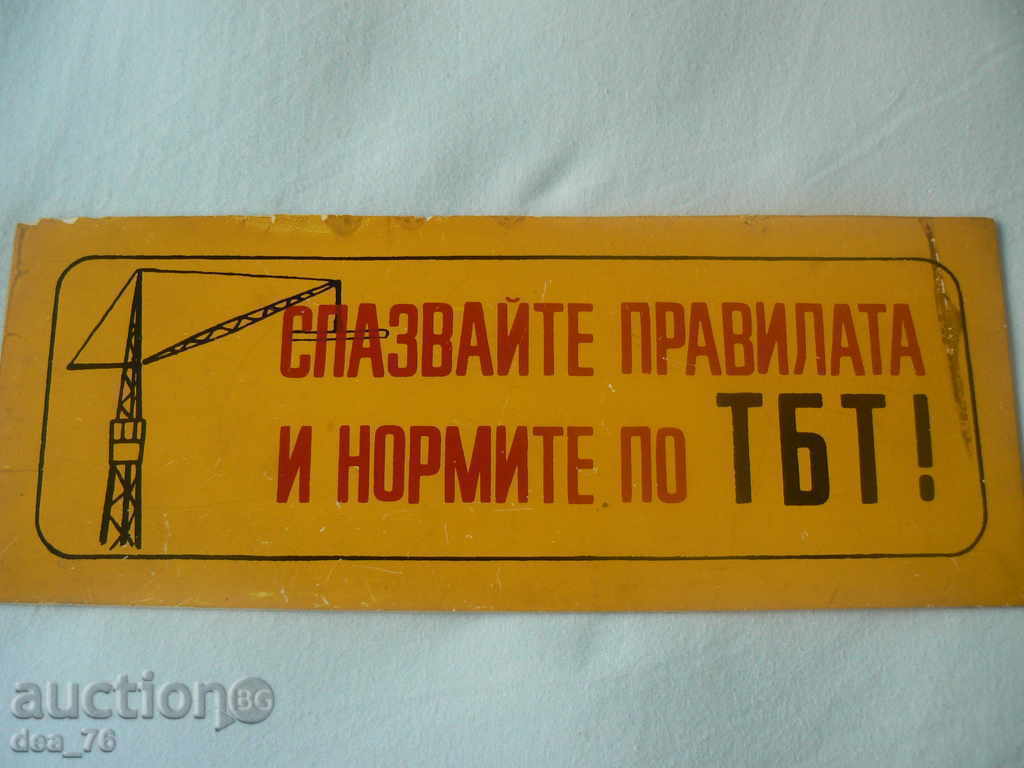 СПАЗВАЙТЕ ПРАВИЛАТА
И НОРМИТЕ ПО ТБТ!
auction BG
dea_76